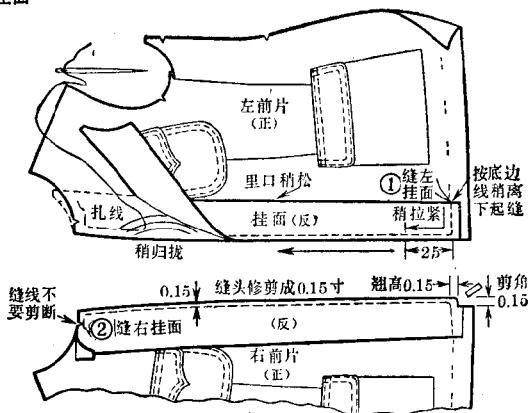 左前片
(正)
里口稍松
①缝左
挂面
按底边
线稍离
下起缝
扎线
挂面(反)
稍拉紧
稍归拢
25
缝线不
要剪断
0.15
缝头修剪成0.15寸
翘高0.15
剪角
0.15
②缝右挂面
(反)
右前片
(正)